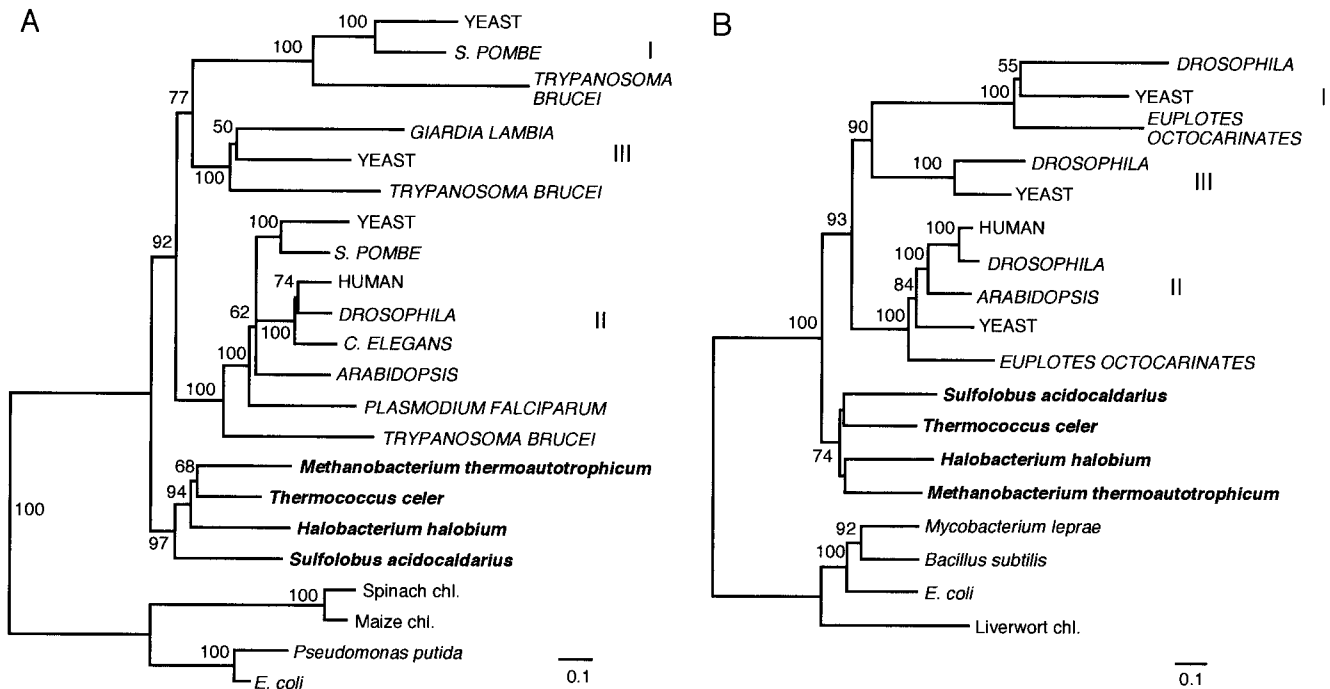 A
100
YEAST
S. POMBE
I
100
TRYPANOSOMA
BRUCEI
77
50
GIARDIA LAMBIA
YEAST
III
100
TRYPANOSOMA BRUCEI
92
100
YEAST
S. POMBE
74
HUMAN
62
DROSOPHILA
II
100
C. ELEGANS
100
ARABIDOPSIS
100
PLASMODIUM FALCIPARUM
TRYPANOSOMA BRUCEI
68
Methanobacterium thermoautotrophicum
94
Thermococcus celer
Halobacterium halobium
97
Sulfolobus acidocaldarius
100
100
Spinach chl.
Maize chl.
100
Pseudomonas putida
E. coli
0.1
B
55
DROSOPHILA
100
YEAST
I
EUPLOTES
OCTOCARINATES
90
100
DROSOPHILA
YEAST
III
93
100
HUMAN
100
DROSOPHILA
84
ARABIDOPSIS
II
100
YEAST
100
EUPLOTES OCTOCARINATES
Sulfolobus acidocaldarius
Thermococcus celer
74
Halobacterium halobium
Methanobacterium thermoautotrophicum
92
Mycobacterium leprae
100
Bacillus subtilis
E. coli
Liverwort chl.
0.1